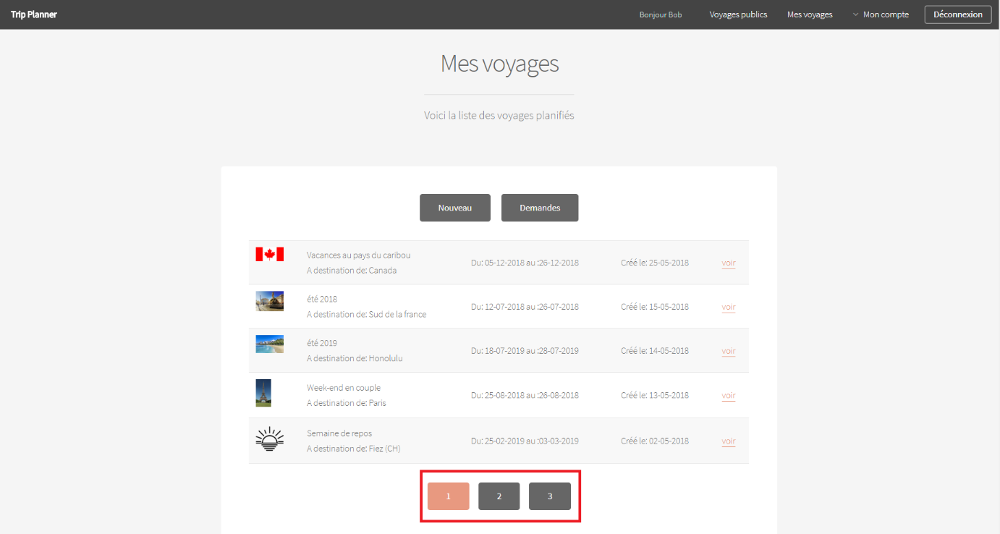 Trip Planner
Bonjour Bob
Voyages publics
Mes voyages
Mon compte
Déconnexion
Mes voyages
Voici la liste des voyages planifiés
Nouveau
Demandes
Vacances au pays du caribou
A destination de: Canada
Du: 05-12-2018 au :26-12-2018
Créé le: 25-05-2018
voir
été 2018
A destination de: Sud de la france
Du: 12-07-2018 au :26-07-2018
Créé le: 15-05-2018
voir
été 2019
A destination de: Honolulu
Du: 18-07-2019 au :28-07-2019
Créé le: 14-05-2018
voir
Week-end en couple
A destination de: Paris
Du: 25-08-2018 au :26-08-2018
Créé le: 13-05-2018
voir
Semaine de repos
A destination de: Fiez (CH)
Du: 25-02-2019 au :03-03-2019
Créé le: 02-05-2018
voir
1
2
3